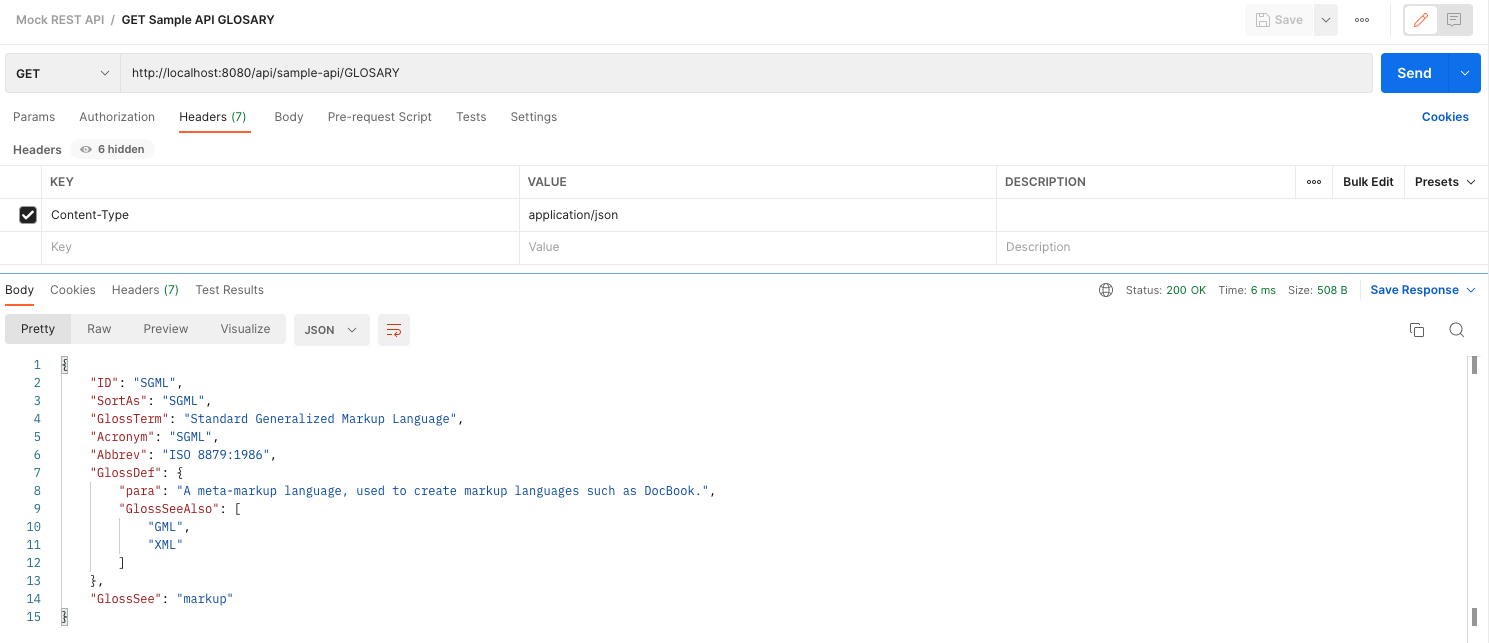 Mock REST API / GET Sample API GLOSARY
Save
GET http://localhost:8080/api/sample-api/GLOSARY Send
Params Authorization Headers (7) Body Pre-request Script Tests Settings Cookies
Headers 6 hidden
KEY VALUE DESCRIPTION Bulk Edit Presets
Content-Type application/json
Key Value Description
Body Cookies Headers (7) Test Results Status: 200 OK Time: 6 ms Size: 508 B Save Response
Pretty Raw Preview Visualize JSON
1 {
2 "ID": "SGML",
3 "SortAs": "SGML",
4 "GlossTerm": "Standard Generalized Markup Language",
5 "Acronym": "SGML",
6 "Abbrev": "ISO 8879:1986",
7 "GlossDef": {
8 "para": "A meta-markup language, used to create markup languages such as DocBook.",
9 "GlossSeeAlso": [
10 "GML",
11 "XML"
12 ]
13 },
14 "GlossSee": "markup"
15 }